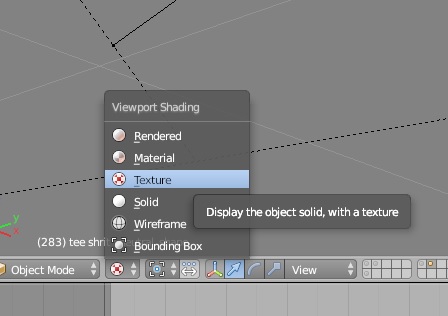 Viewport Shading
Rendered
Material
Texture
Solid
Display the object solid, with a texture
Wireframe
y
x
(283) tee shri
Bounding Box
Object Mode
View